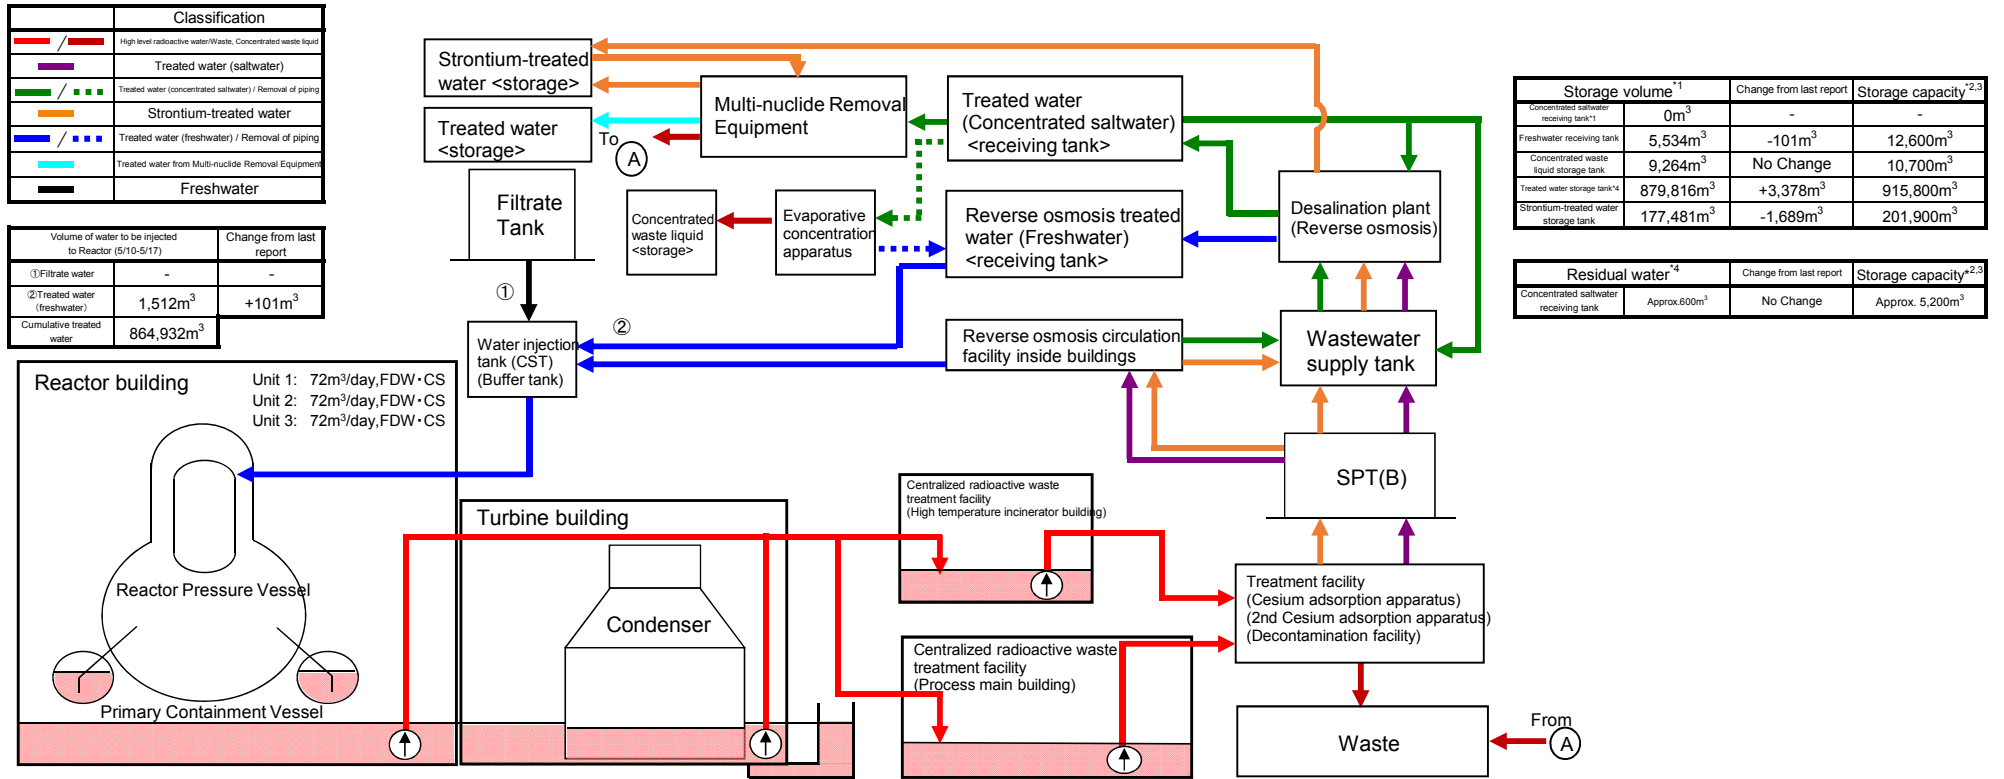 Classification
High level radioactive water/Waste, Concentrated waste liquid
Treated water (saltwater)
Treated water (concentrated saltwater) / Removal of piping
Strontium-treated water
Treated water (freshwater) / Removal of piping
Treated water from Multi-nuclide Removal Equipment
Freshwater
Volume of water to be injected
to Reactor (5/10-5/17)
Change from last
report
①Filtrate water
-
-
②Treated water
(freshwater)
1,512m3
+101m3
Cumulative treated
water
864,932m3
Strontium-treated
water <storage>
Treated water
<storage>
To
A
Multi-nuclide Removal
Equipment
Treated water
(Concentrated saltwater)
<receiving tank>
Filtrate
Tank
Concentrated
waste liquid
<storage>
Evaporative
concentration
apparatus
Reverse osmosis treated
water (Freshwater)
<receiving tank>
Desalination plant
(Reverse osmosis)
①
②
Water injection
tank (CST)
(Buffer tank)
Reverse osmosis circulation
facility inside buildings
Wastewater
supply tank
SPT(B)
Storage volume*1
Change from last report
Storage capacity*2,3
Concentrated saltwater
receiving tank*1
0m3
-
-
Freshwater receiving tank
5,534m3
-101m3
12,600m3
Concentrated waste
liquid storage tank
9,264m3
No Change
10,700m3
Treated water storage tank*4
879,816m3
+3,378m3
915,800m3
Strontium-treated water
storage tank
177,481m3
-1,689m3
201,900m3
Residual water*4
Change from last report
Storage capacity*2,3
Concentrated saltwater
receiving tank
Approx.600m3
No Change
Approx. 5,200m3
Reactor building
Unit 1: 72m3/day,FDW・CS
Unit 2: 72m3/day,FDW・CS
Unit 3: 72m3/day,FDW・CS
Reactor Pressure Vessel
Primary Containment Vessel
Turbine building
Condenser
Centralized radioactive waste
treatment facility
(High temperature incinerator building)
Centralized radioactive waste
treatment facility
(Process main building)
Treatment facility
(Cesium adsorption apparatus)
(2nd Cesium adsorption apparatus)
(Decontamination facility)
Waste
From
A